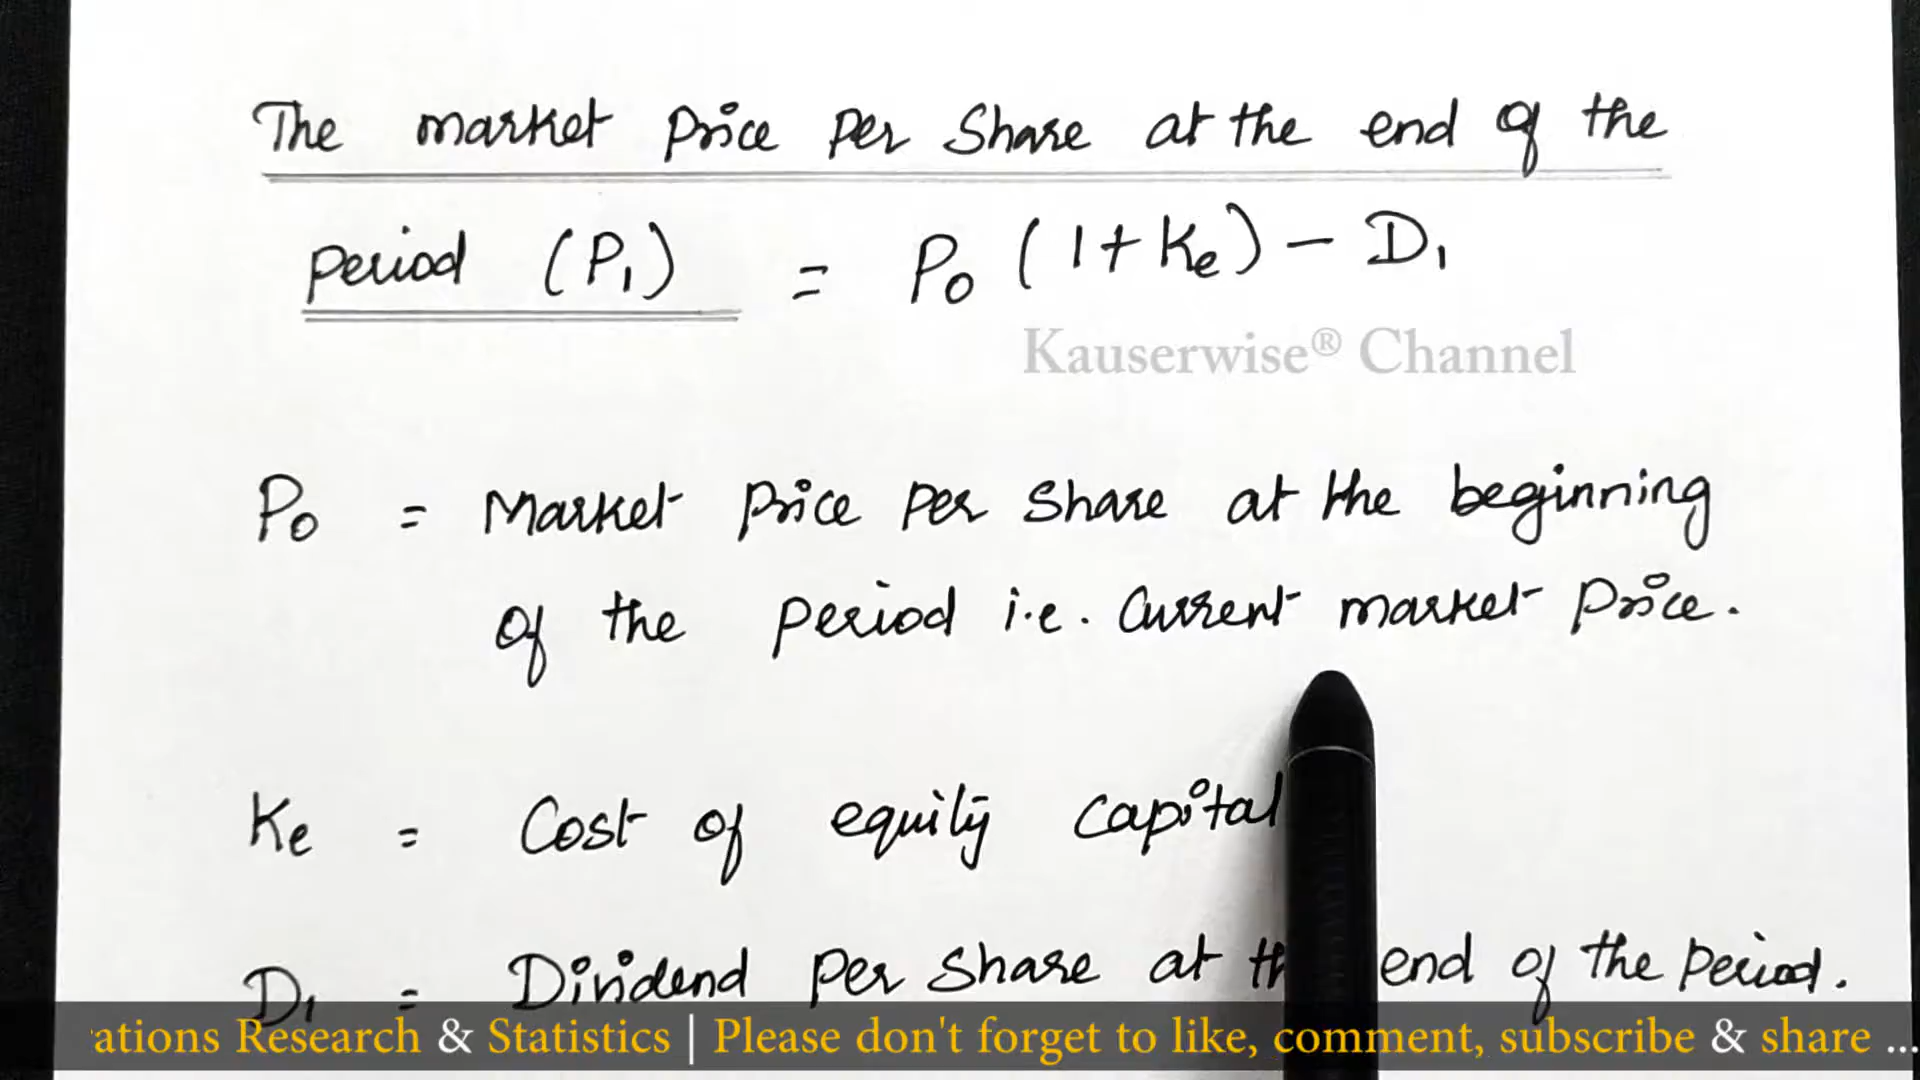 The market price per share at the end of the
period (P₁) = P₀ (1 + Ke) – D₁
Kauserwise® Channel
P₀ = Market price per share at the beginning
of the period i.e. Current market price.
Ke = Cost of equity capital
D₁ = Dividend per share at th end of the period.
ations Research & Statistics | Please don't forget to like, comment, subscribe & share ...